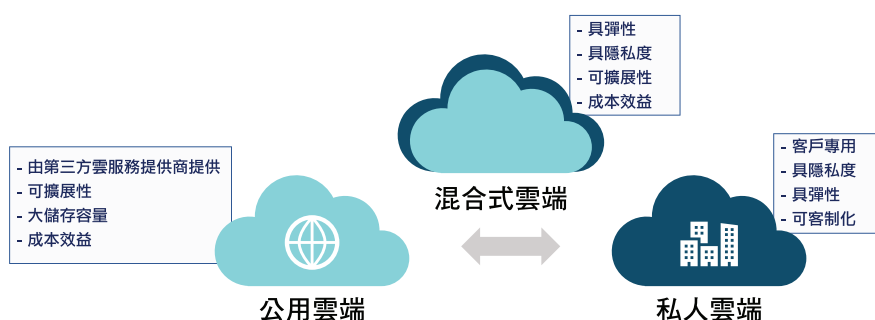 - 具彈性
- 具隱私度
- 可擴展性
- 成本效益
混合式雲端
- 由第三方雲服務提供商提供
- 可擴展性
- 大儲存容量
- 成本效益
公用雲端
- 客戶專用
- 具隱私度
- 具彈性
- 可客制化
私人雲端